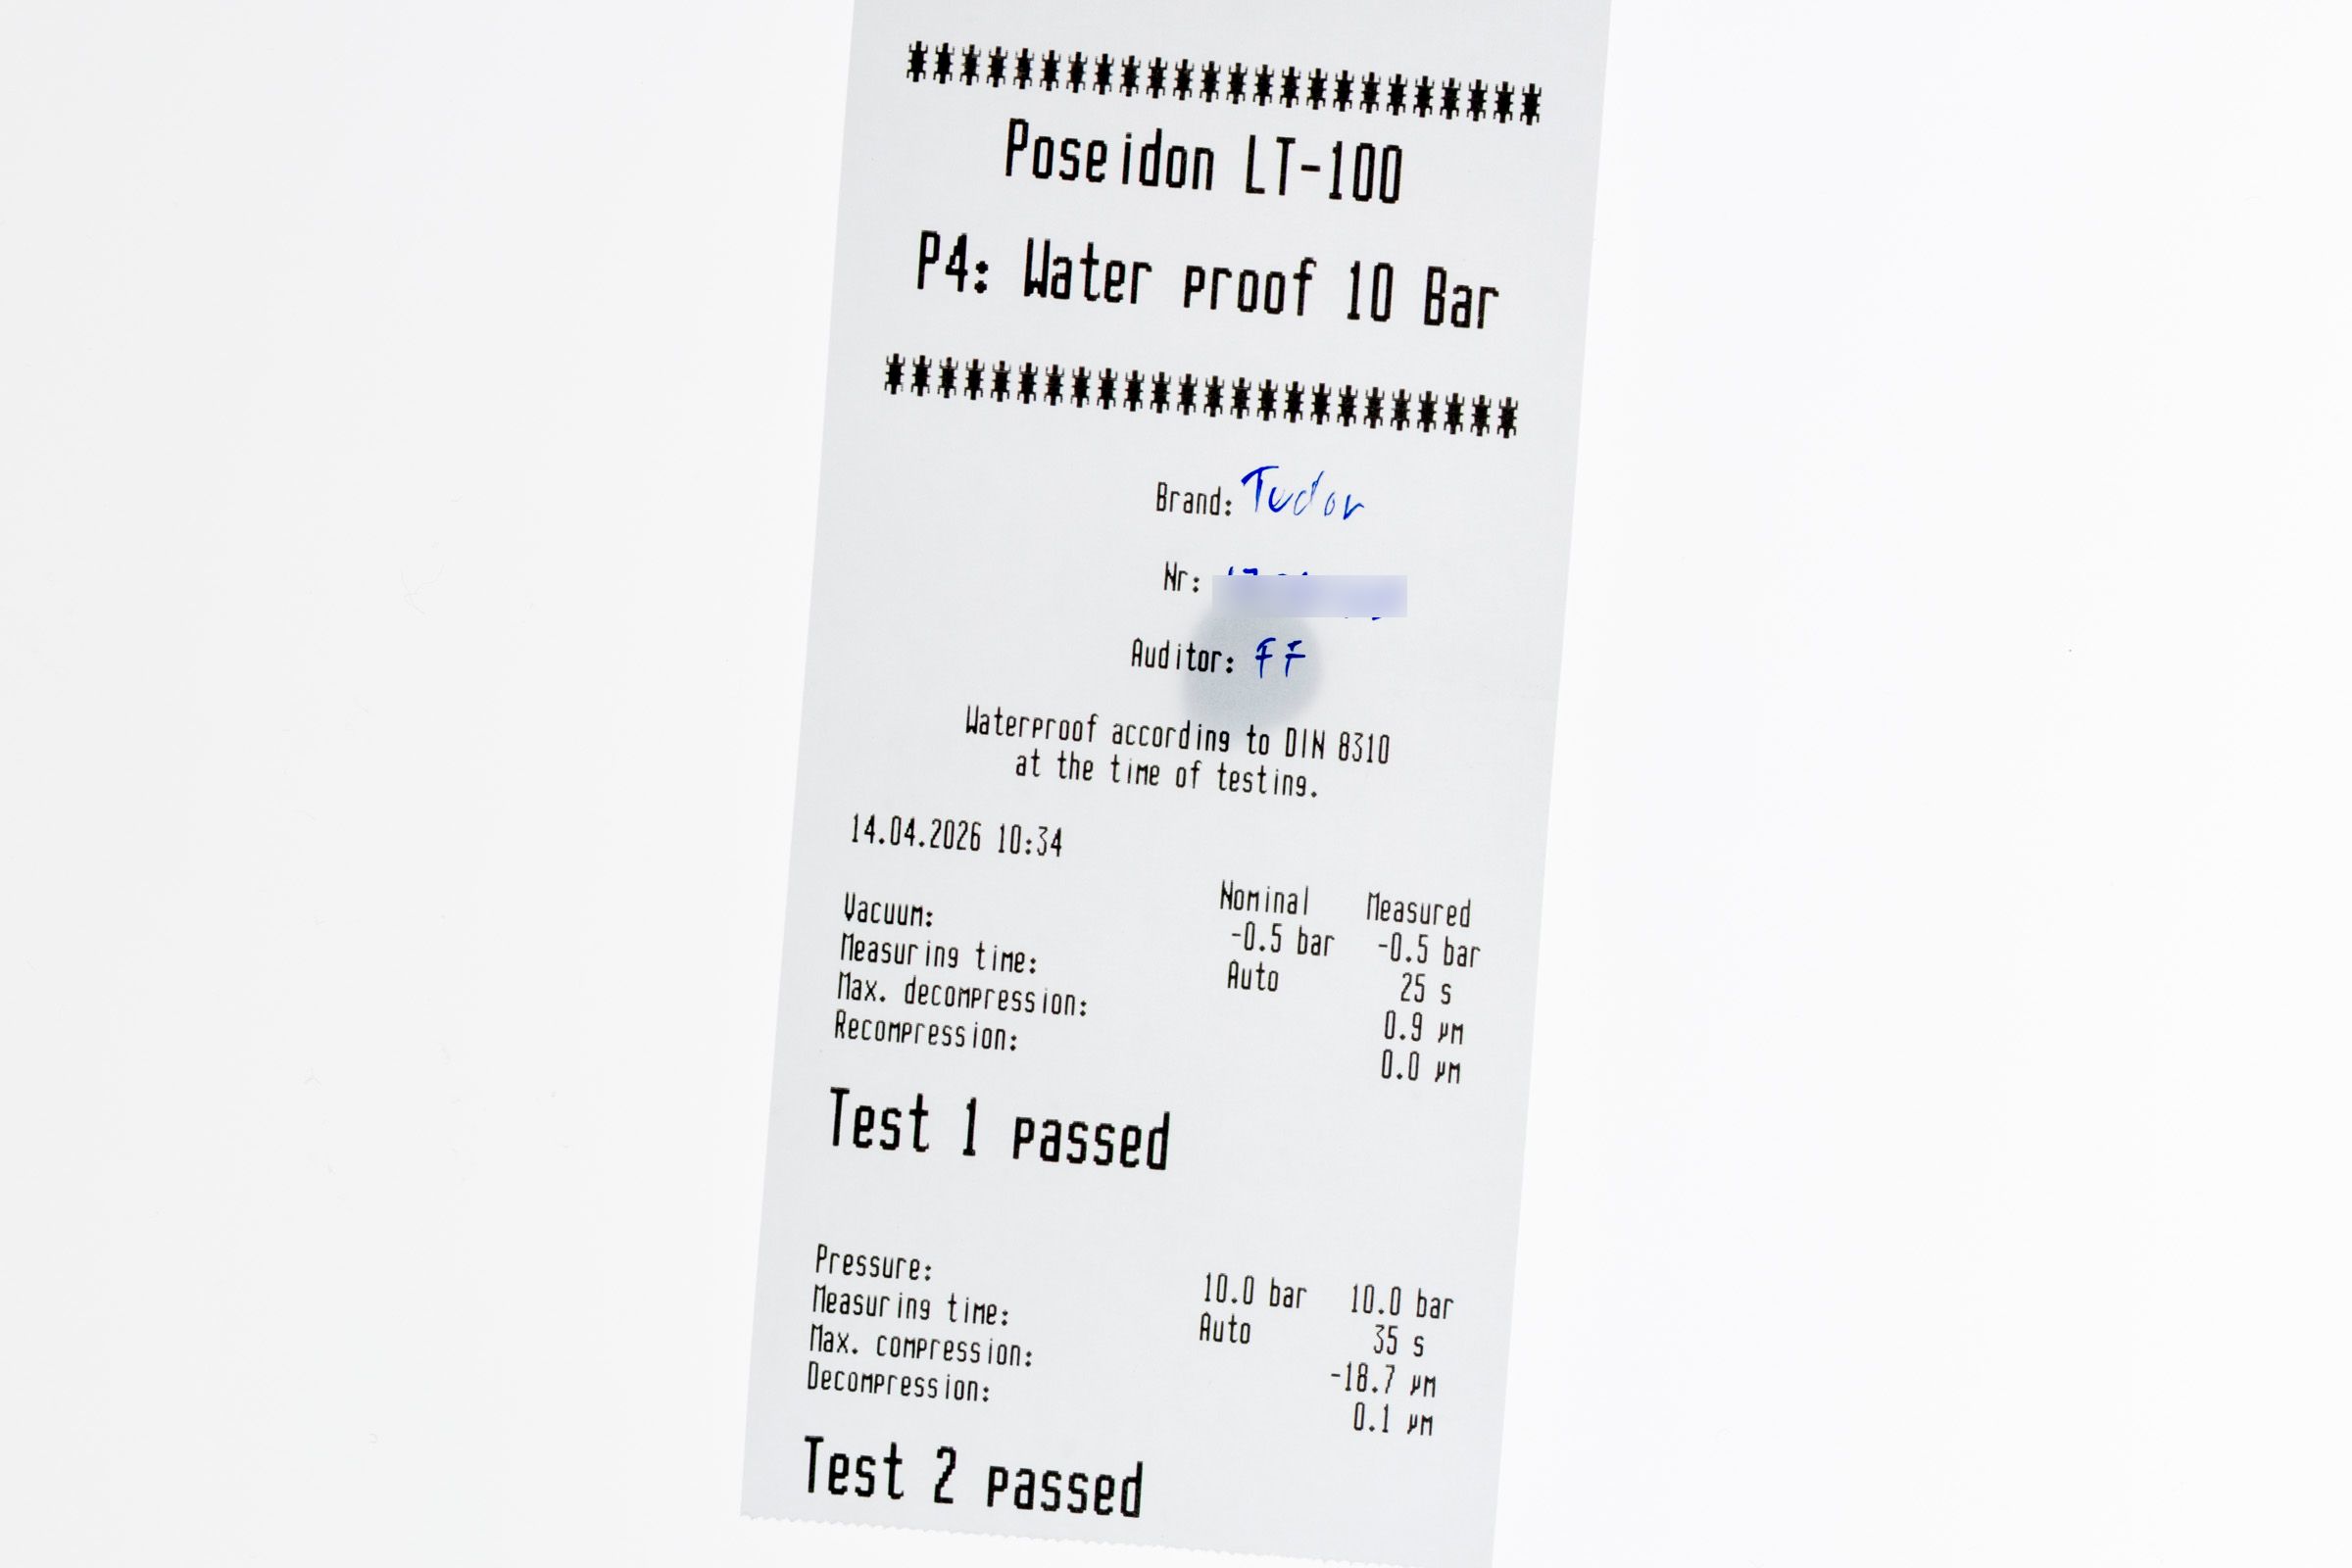 ************************
Poseidon LT-100
P4: Water proof 10 Bar
************************
Brand: Tudor
Nr:
Auditor: FF
Waterproof according to DIN 8310
at the time of testing.
14.04.2026 10:34
Nominal Measured
Vacuum: -0.5 bar -0.5 bar
Measuring time: Auto 25 s
Max. decompression: 0.9 µm
Recompression: 0.0 µm
Test 1 passed
Pressure: 10.0 bar 10.0 bar
Measuring time: Auto 35 s
Max. compression: -18.7 µm
Decompression: 0.1 µm
Test 2 passed